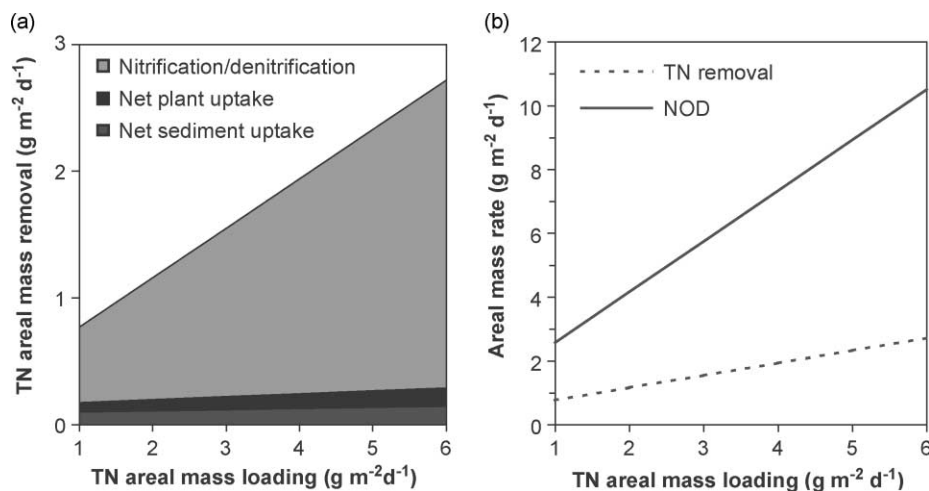 (a)
3
2
1
0
TN areal mass removal (g m⁻² d⁻¹)
Nitrification/denitrification
Net plant uptake
Net sediment uptake
1 2 3 4 5 6
TN areal mass loading (g m⁻²d⁻¹)
(b)
12
10
8
6
4
2
0
Areal mass rate (g m⁻² d⁻¹)
TN removal
NOD
1 2 3 4 5 6
TN areal mass loading (g m⁻²d⁻¹)